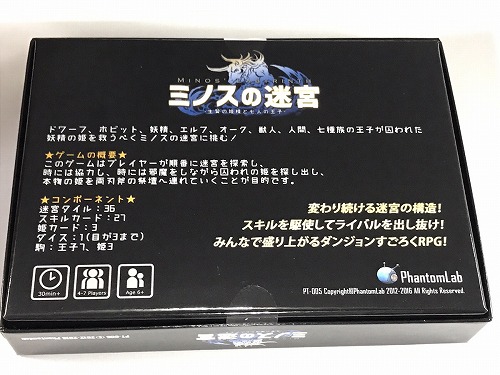 MINOS LABYRINTH
ミノスの迷宮
生贄の姫様と七人の王子
ドワーフ、ホビット、妖精、エルフ、オーク、獣人、人間、七種族の王子が囚われた
妖精の姫を救うべくミノスの迷宮に挑む!
★ゲームの概要★
このゲームはプレイヤーが順番に迷宮を探索し、
時には協力し、時には邪魔をしながら囚われの姫を探し出し、
本物の姫を両刃斧の祭壇へ連れていくことが目的です。
★コンポーネント★
迷宮タイル:36
スキルカード:27
姫カード:3
ダイス:1(目が3まで)
駒:王子7、姫3
変わり続ける迷宮の構造!
スキルを駆使してライバルを出し抜け!
みんなで盛り上がるダンジョンすごろくRPG!
30min+
4-7 Players
Age 6+
PhantomLab
PT-005 Copyright©PhantomLab 2012-2016 All Rights Reserved.